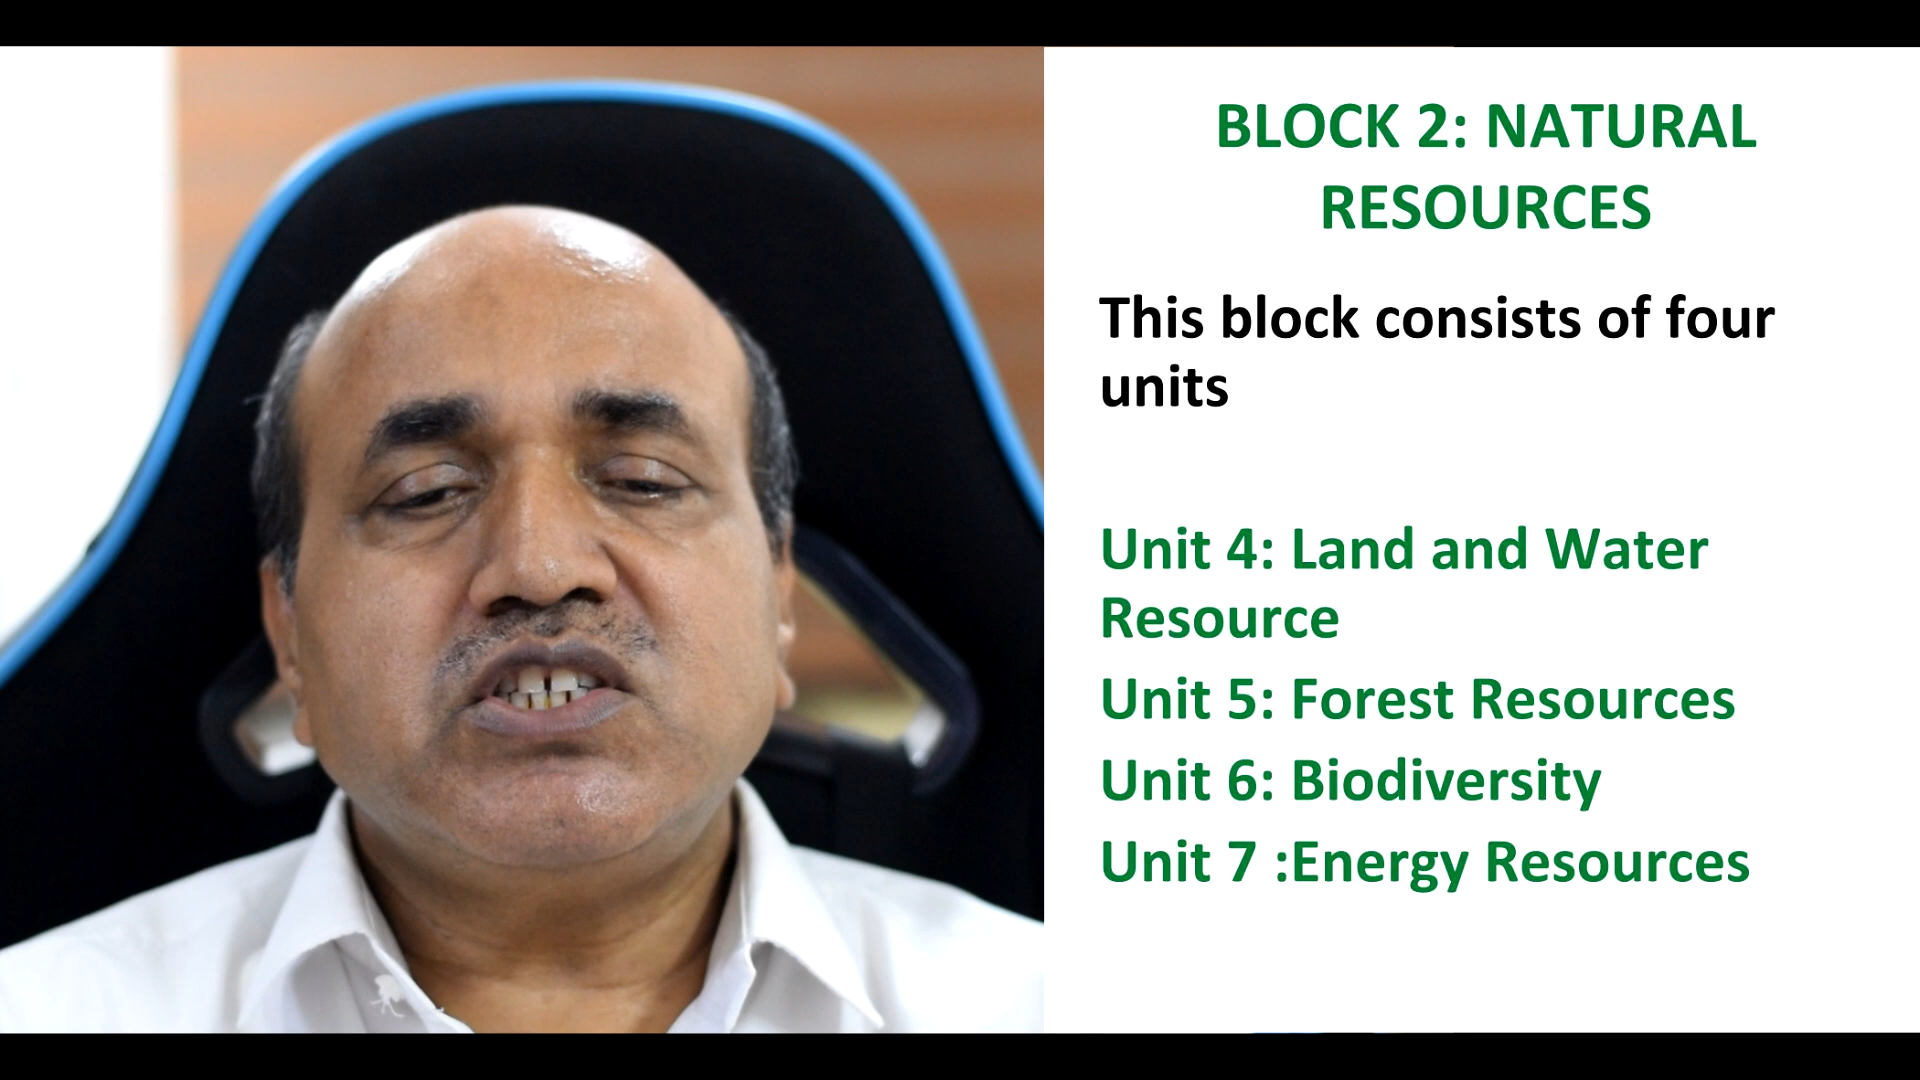 BLOCK 2: NATURAL
RESOURCES
This block consists of four
units
Unit 4: Land and Water
Resource
Unit 5: Forest Resources
Unit 6: Biodiversity
Unit 7 :Energy Resources